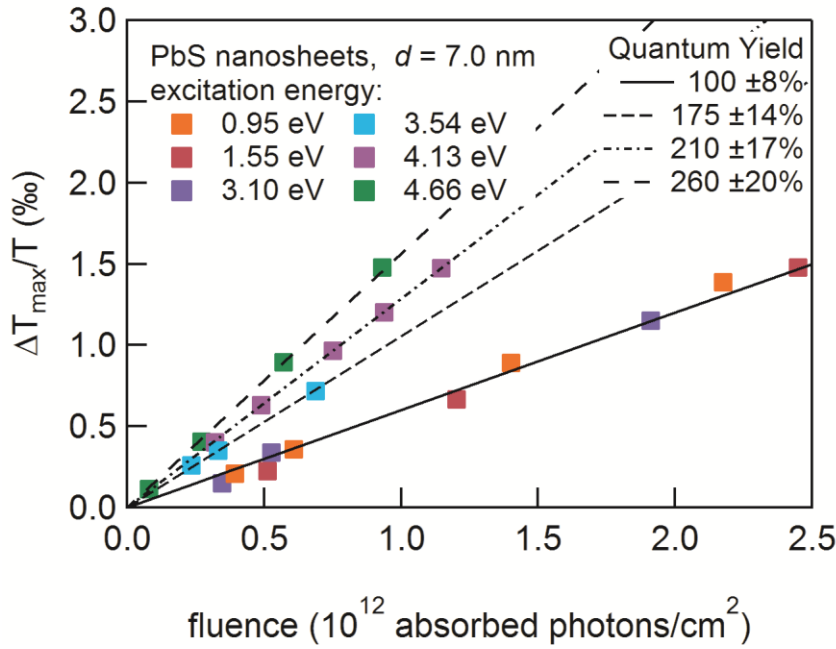 PbS nanosheets, d = 7.0 nm
excitation energy:
0.95 eV
3.54 eV
1.55 eV
4.13 eV
3.10 eV
4.66 eV
Quantum Yield
100 ±8%
175 ±14%
210 ±17%
260 ±20%
3.0
2.5
2.0
1.5
1.0
0.5
0.0
ΔTmax/T (‰)
0.0
0.5
1.0
1.5
2.0
2.5
fluence (10¹² absorbed photons/cm²)